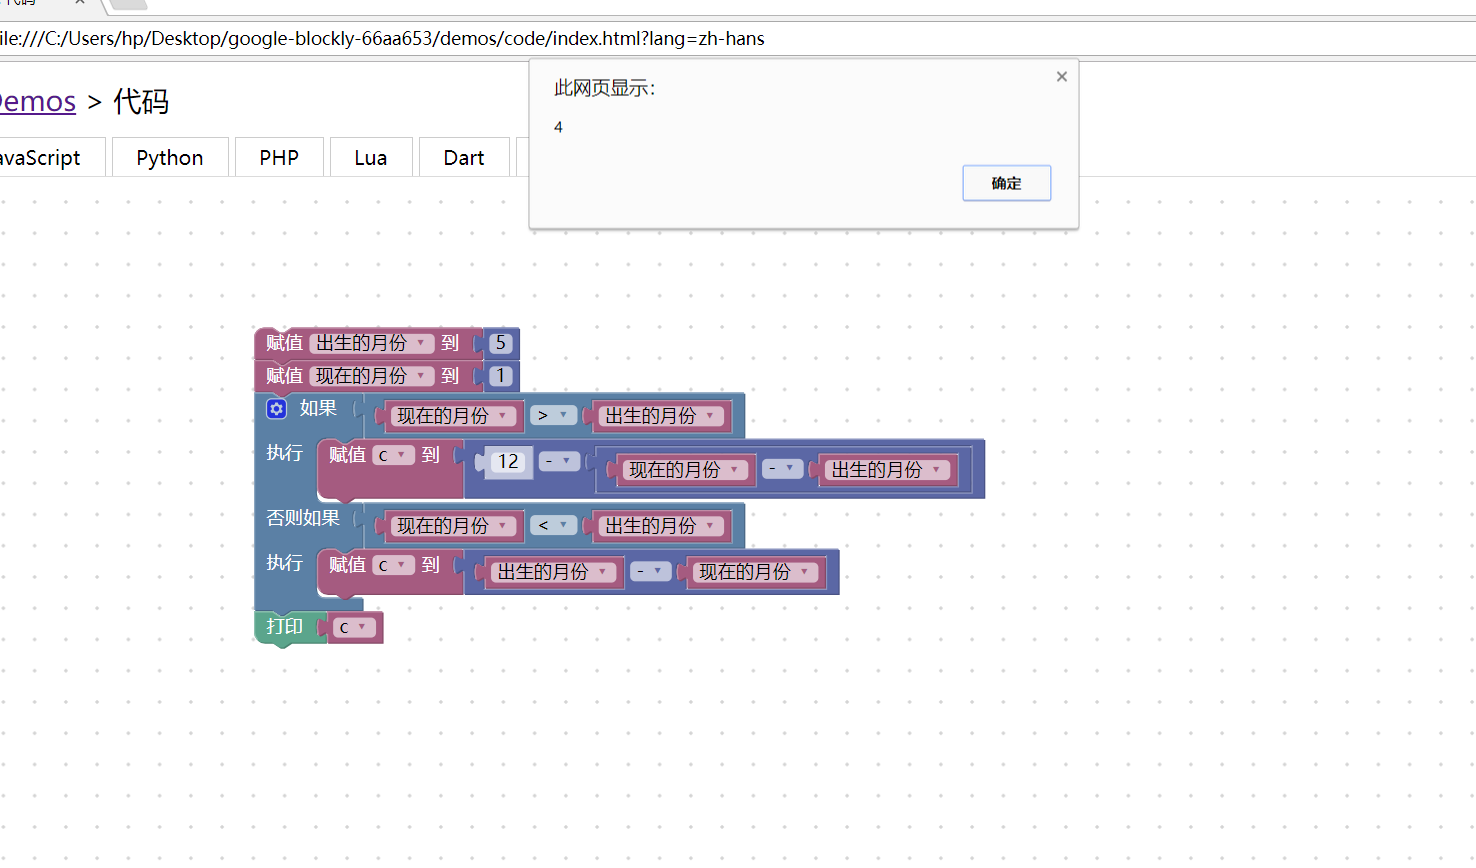 ile:///C:/Users/hp/Desktop/google-blockly-66aa653/demos/code/index.html?lang=zh-hans
此网页显示：
4
确定
Demos > 代码
avaScript Python PHP Lua Dart
赋值 出生的月份 到 5
赋值 现在的月份 到 1
如果 现在的月份 > 出生的月份
执行 赋值 c 到 12 - 现在的月份 - 出生的月份
否则如果 现在的月份 < 出生的月份
执行 赋值 c 到 出生的月份 - 现在的月份
打印 c